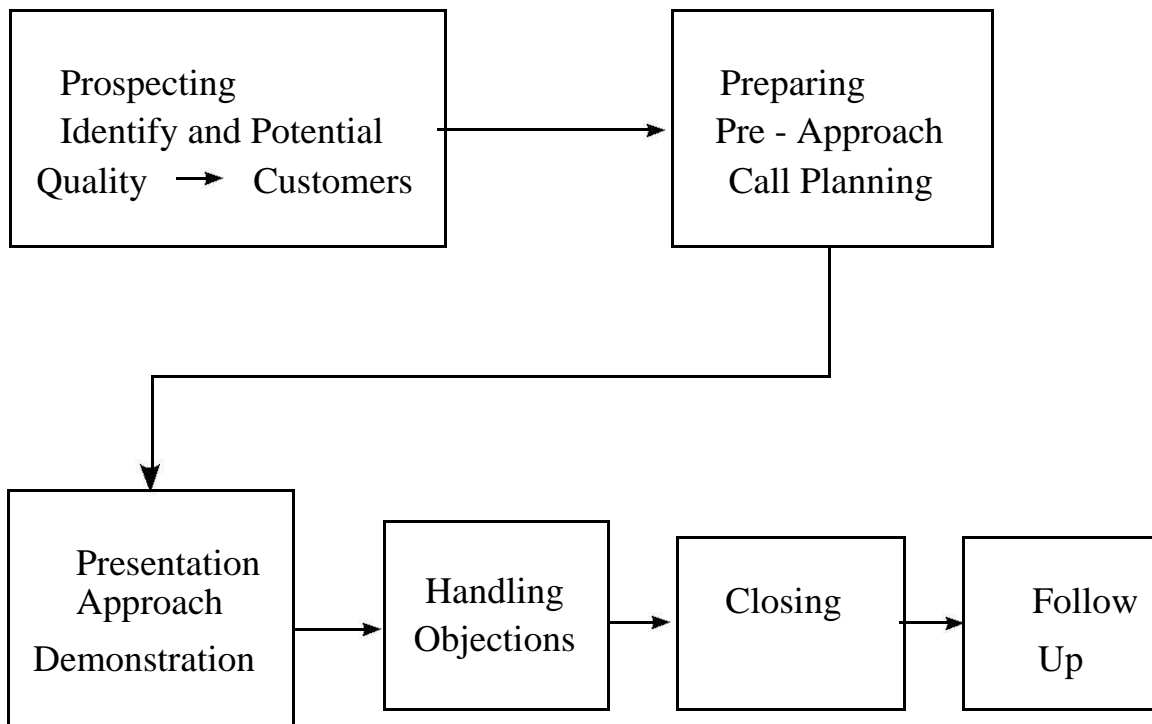 Prospecting
Identify and Potential
Quality → Customers
Preparing
Pre - Approach
Call Planning
Presentation
Approach
Demonstration
Handling
Objections
Closing
Follow
Up